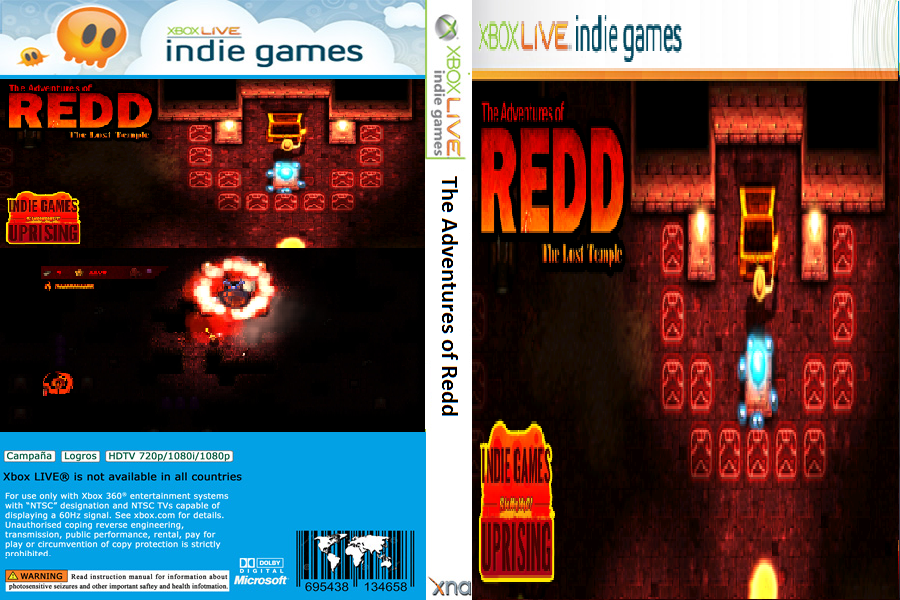 XBOX LIVE
indie games
The Adventures of
REDD
The Lost Temple
INDIE GAMES
UPRISING
Campaña Logros HDTV 720p/1080i/1080p
Xbox LIVE® is not available in all countries
For use only with Xbox 360® entertainment systems
with "NTSC" designation and NTSC TVs capable of
displaying a 60Hz signal. See xbox.com for details.
Unauthorised coping reverse engineering,
transmission, public performance, rental, pay for
play or circumvention of copy protection is strictly
prohibited.
WARNING Read instruction manual for information about
photosensitive seizures and other important saftey and health infotmation.
DOLBY
DIGITAL
Microsoft
695438 134658
XBOX LIVE
indie games
The Adventures of Redd
xna
XBOX LIVE indie games
The Adventures of
REDD
The Lost Temple
INDIE GAMES
UPRISING